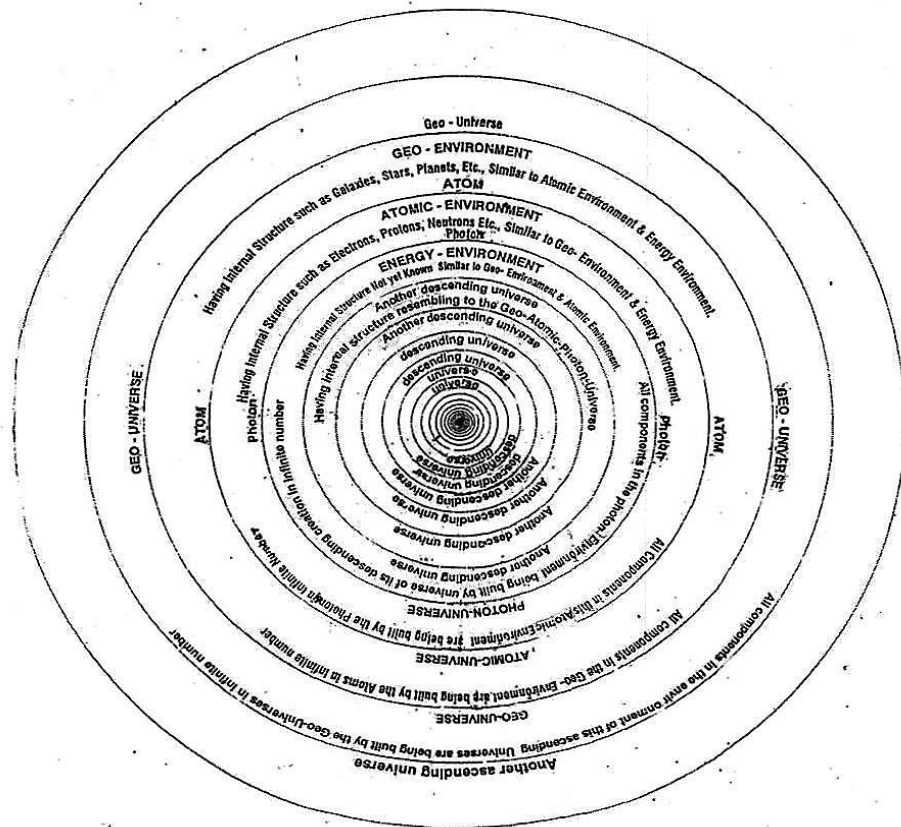 Geo - Universe
GEO - ENVIRONMENT
Having Internal Structure such as Galaxies, Stars, Planets, Etc., Similar to Atomic Environment & Energy Environment.
ATOM
ATOMIC - ENVIRONMENT
Having Internal Structure such as Electrons, Protons, Neutrons Etc., Similar to Geo- Environment & Energy Environment.
Photon
ENERGY - ENVIRONMENT
Having Internal Structure Not yet Known Similar to Geo- Environment & Atomic Environment
Another descending universe
Having internal structure resembling to the Geo-Atomic-Photon-Universe
Another descending universe
descending universe
descending universe
universe
universe
GEO - UNIVERSE
ATOM
Photon
Photon
ATOM
GEO - UNIVERSE
universe
universe
descending universe
descending universe
Another descending universe
Another descending universe
Another descending universe
All components in the photon Environment being built by universe of its descending creation in infinite number
PHOTON-UNIVERSE
All Components in Atomic Environment are being built by the Photons in Infinite Number
ATOMIC-UNIVERSE
All components in the Geo- Environment are being built by the Atoms in Infinite number
GEO-UNIVERSE
All components in the environment of this ascending Universes are being built by the Geo-Universes in Infinite number
Another ascending universe